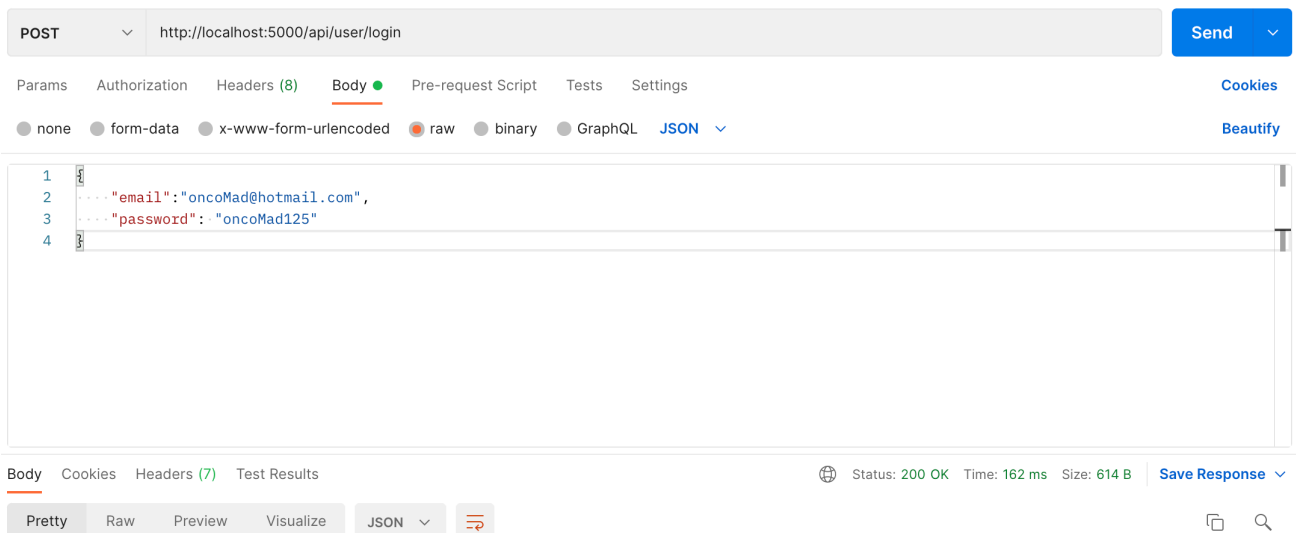 POST http://localhost:5000/api/user/login Send
Params Authorization Headers (8) Body Pre-request Script Tests Settings Cookies
none form-data x-www-form-urlencoded raw binary GraphQL JSON Beautify
1 {
2 "email":"oncoMad@hotmail.com",
3 "password": "oncoMad125"
4 }
Body Cookies Headers (7) Test Results Status: 200 OK Time: 162 ms Size: 614 B Save Response
Pretty Raw Preview Visualize JSON